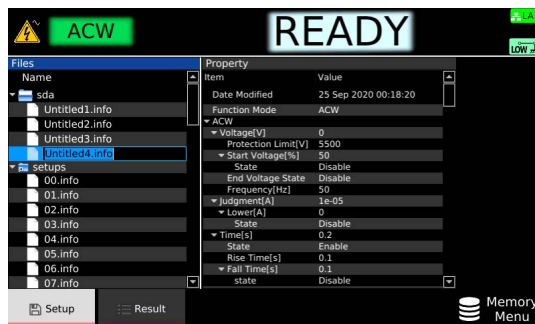 ACW
READY
LA
LOW
Files
Name
sda
Untitled1.info
Untitled2.info
Untitled3.info
Untitled4.info
setups
00.info
01.info
02.info
03.info
04.info
05.info
06.info
07.info
Property
Item Value
Date Modified 25 Sep 2020 00:18:20
Function Mode ACW
ACW
Voltage[V] 0
Protection Limit[V] 5500
Start Voltage[%] 50
State Disable
End Voltage State Disable
Frequency[Hz] 50
Judgment[A] 1e-05
Lower[A] 0
State Disable
Time[s] 0.2
State Enable
Rise Time[s] 0.1
Fall Time[s] 0.1
state Disable
Setup
Result
Memory
Menu